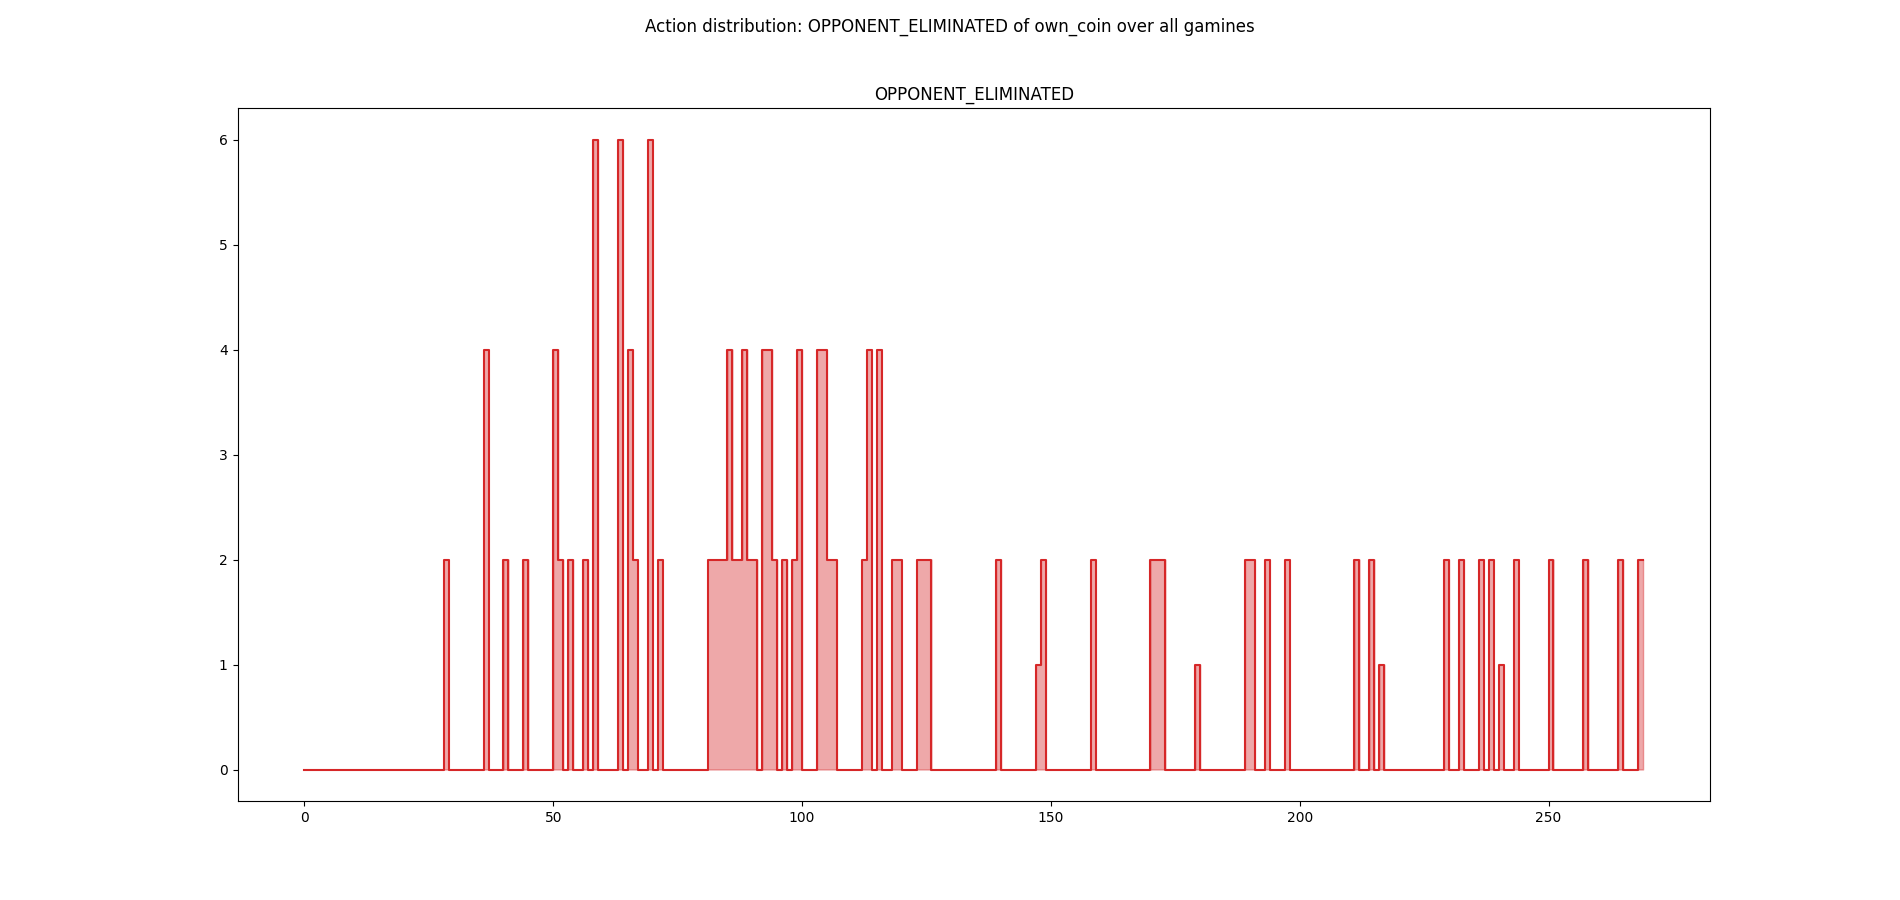 Action distribution: OPPONENT_ELIMINATED of own_coin over all gamines
OPPONENT_ELIMINATED
6
5
4
3
2
1
0
0 50 100 150 200 250